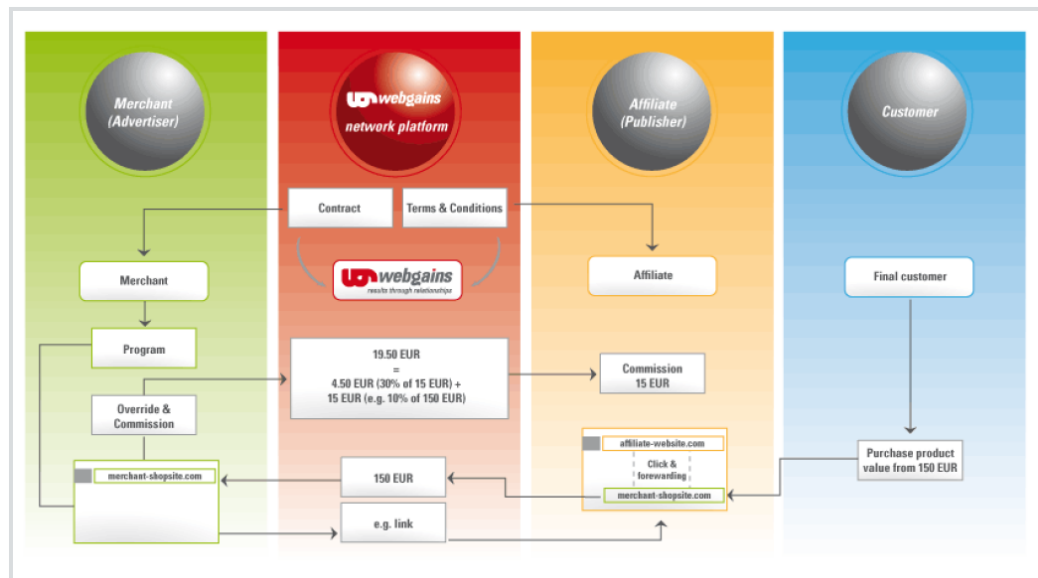 Merchant
(Advertiser)
webgains
network platform
Affiliate
(Publisher)
Customer
Contract
Terms & Conditions
Merchant
webgains
results through relationships
Affiliate
Final customer
Program
19.50 EUR
=
4.50 EUR (30% of 15 EUR) +
15 EUR (e.g. 10% of 150 EUR)
Commission
15 EUR
Override &
Commission
affiliate-website.com
Click &
forewarding
merchant-shopsite.com
Purchase product
value from 150 EUR
merchant-shopsite.com
150 EUR
e.g. link